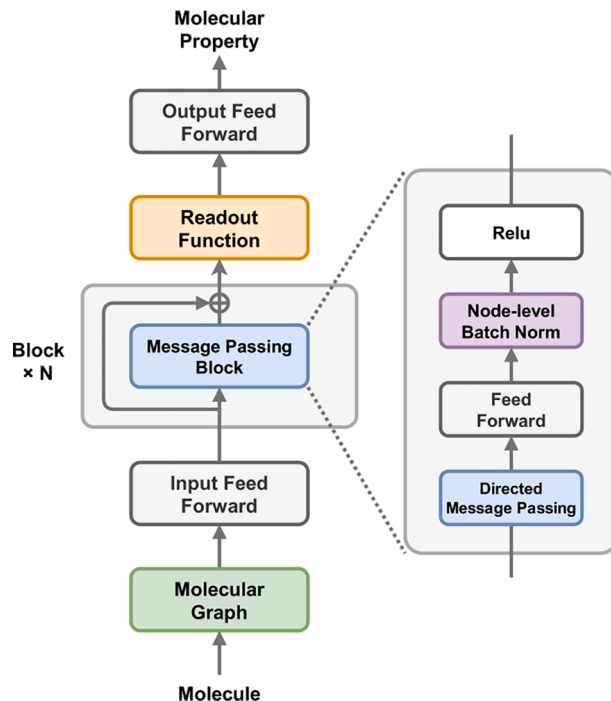 Molecular
Property
Output Feed
Forward
Readout
Function
Message Passing
Block
Block
× N
Input Feed
Forward
Molecular
Graph
Molecule
Relu
Node-level
Batch Norm
Feed
Forward
Directed
Message Passing